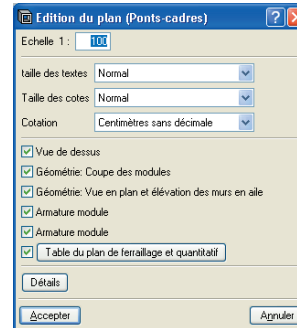 Edition du plan (Ponts-cadres)
Echelle 1 : 100
taille des textes Normal
Taille des cotes Normal
Cotation Centimètres sans décimale
Vue de dessus
Géométrie: Coupe des modules
Géométrie: Vue en plan et élévation des murs en aile
Armature module
Armature module
Table du plan de ferraillage et quantitatif
Détails
Accepter Annuler